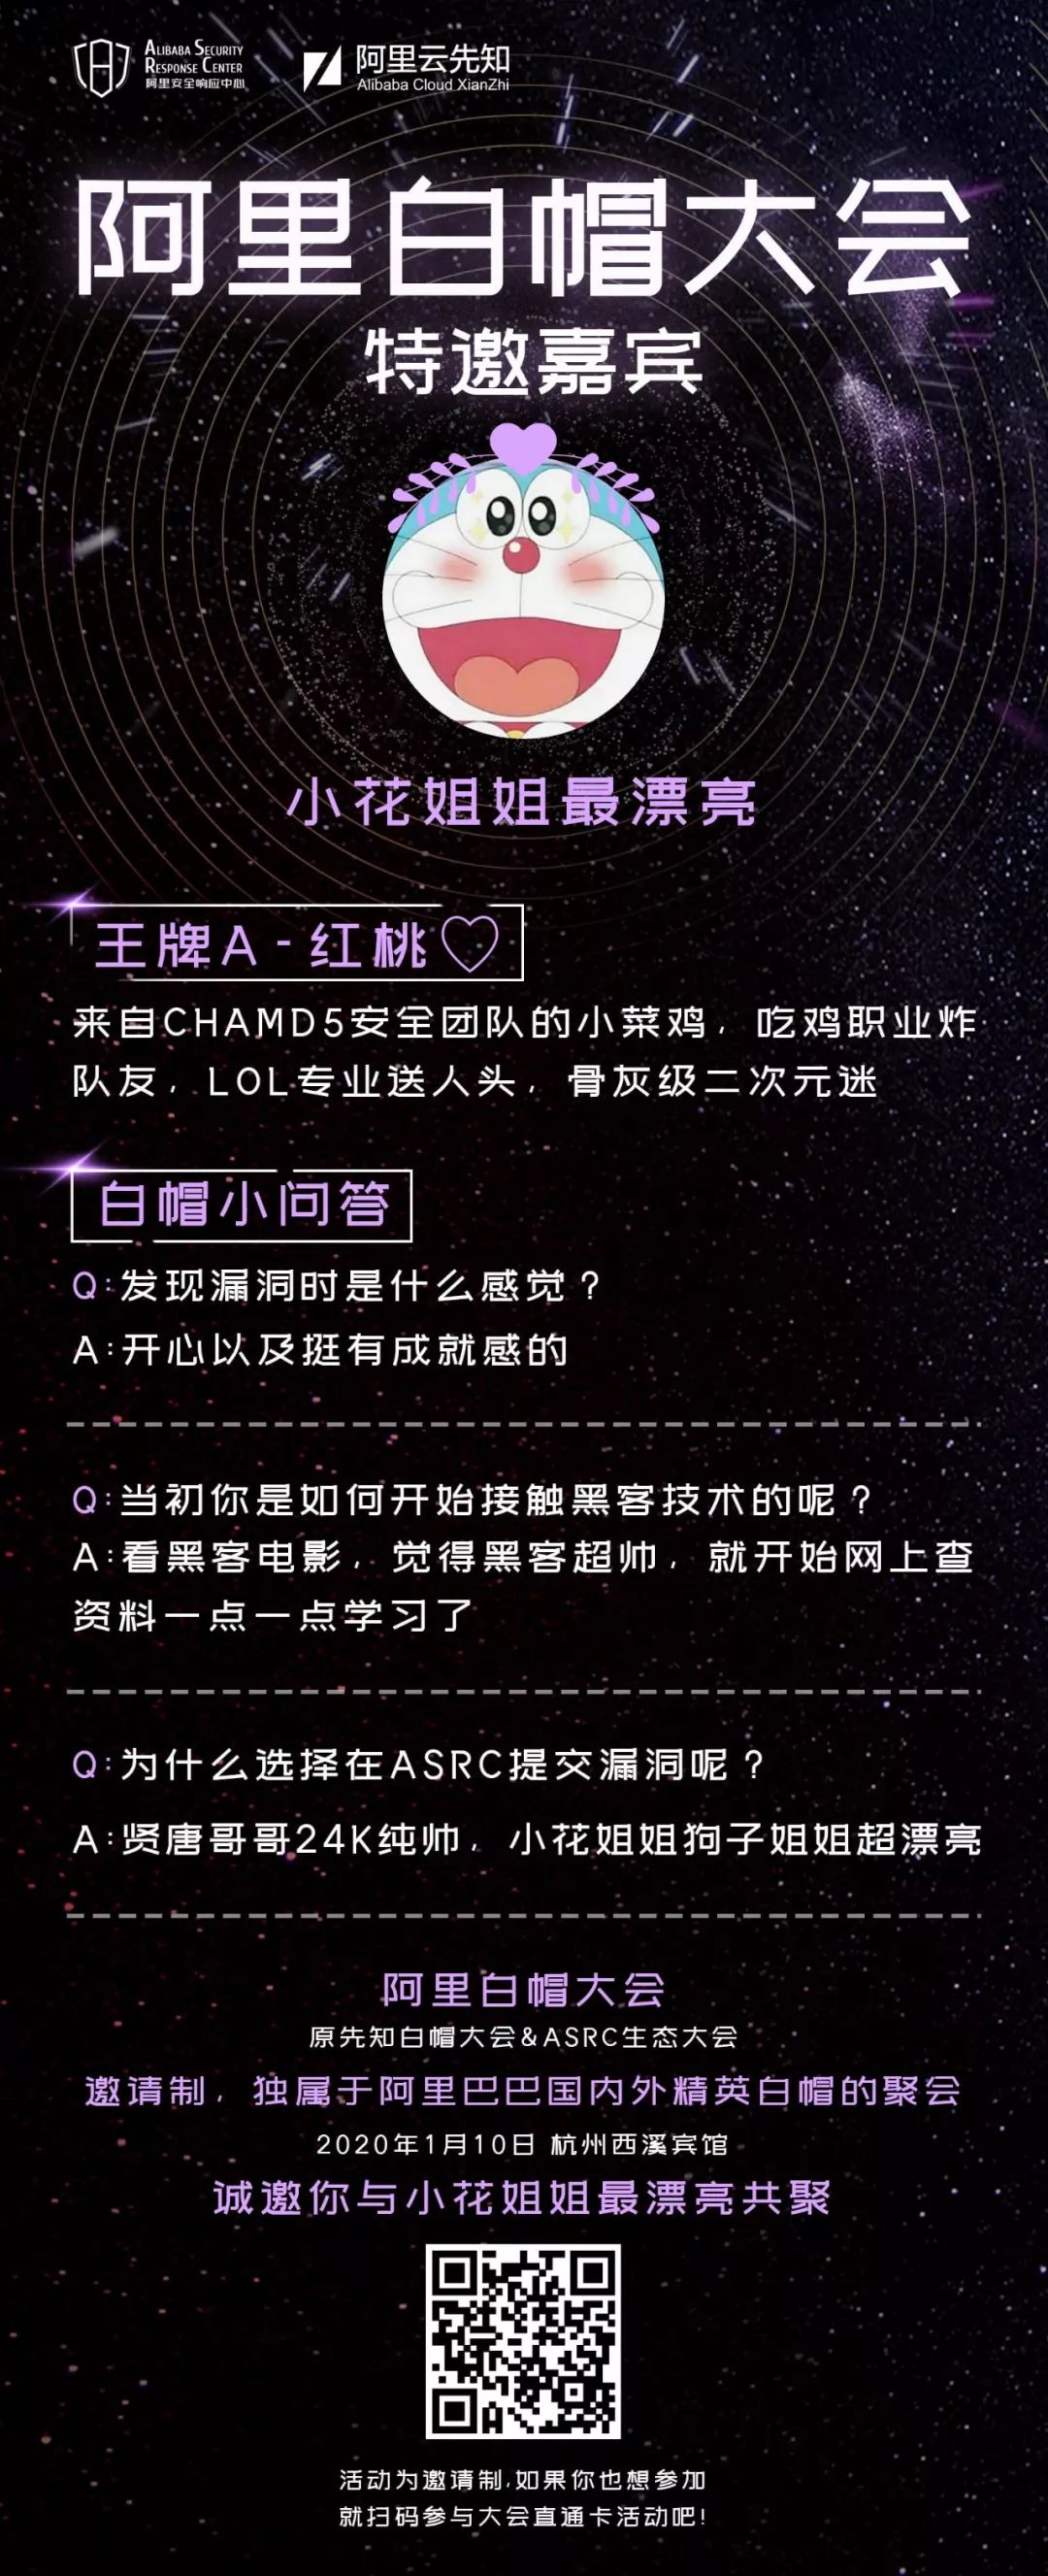 ALIBABA SECURITY
RESPONSE CENTER
阿里安全响应中心
阿里云先知
Alibaba Cloud XianZhi
阿里白帽大会
特邀嘉宾
小花姐姐最漂亮
王牌A-红桃♡
来自CHAMD5安全团队的小菜鸡，吃鸡职业炸
队友，LOL专业送人头，骨灰级二次元迷
白帽小问答
Q:发现漏洞时是什么感觉？
A:开心以及挺有成就感的
Q:当初你是如何开始接触黑客技术的呢？
A:看黑客电影，觉得黑客超帅，就开始网上查
资料一点一点学习了
Q:为什么选择在ASRC提交漏洞呢？
A:贤唐哥哥24K纯帅，小花姐姐狗子姐姐超漂亮
阿里白帽大会
原先知白帽大会&ASRC生态大会
邀请制，独属于阿里巴巴国内外精英白帽的聚会
2020年1月10日 杭州西溪宾馆
诚邀你与小花姐姐最漂亮共聚
活动为邀请制,如果你也想参加
就扫码参与大会直通卡活动吧!